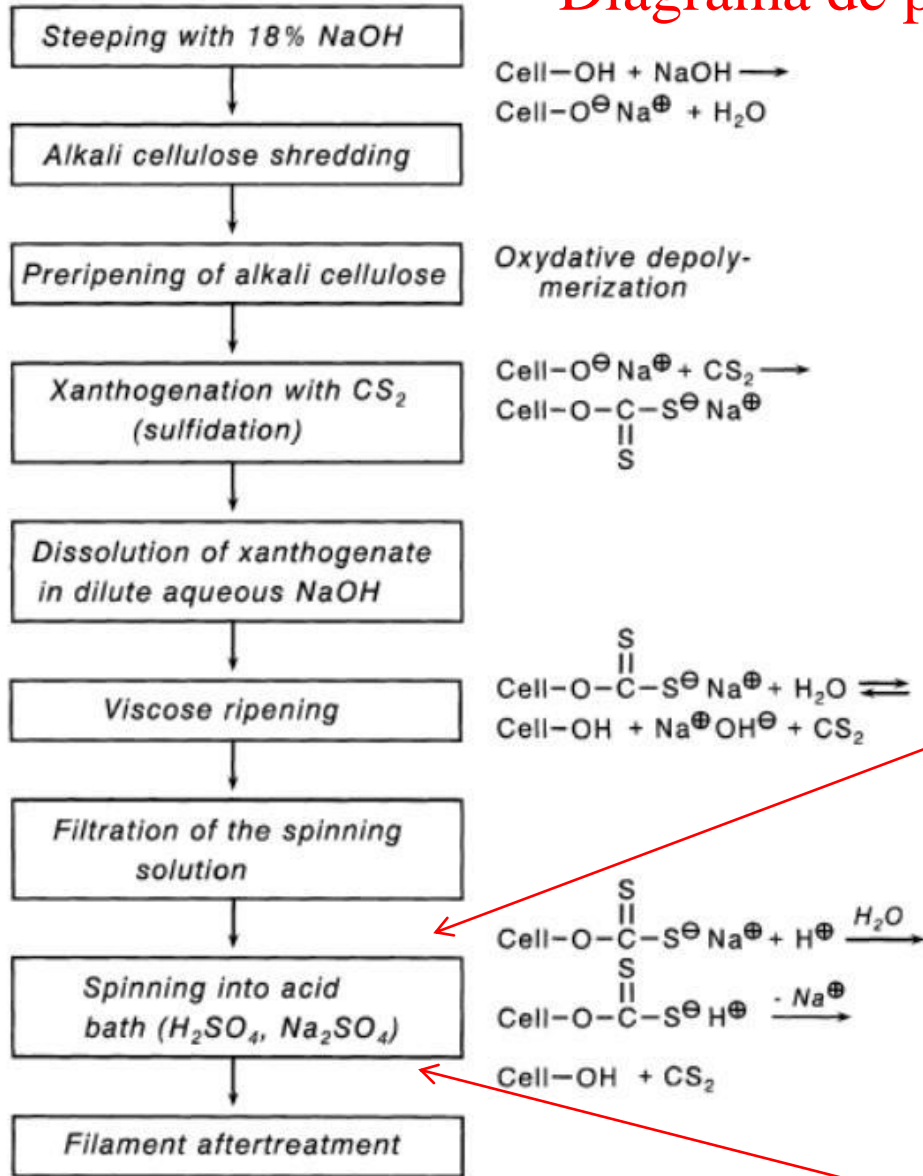 Diagrama de p
Steeping with 18% NaOH
Cell–OH + NaOH ⟶
Cell–O⊖ Na⊕ + H₂O
Alkali cellulose shredding
Preripening of alkali cellulose
Oxydative depoly-
merization
Xanthogenation with CS₂
(sulfidation)
Cell–O⊖ Na⊕ + CS₂ ⟶
Cell–O–C–S⊖ Na⊕
||
S
Dissolution of xanthogenate
in dilute aqueous NaOH
Viscose ripening
S
||
Cell–O–C–S⊖ Na⊕ + H₂O ⇌
Cell–OH + Na⊕ OH⊖ + CS₂
Filtration of the spinning
solution
Spinning into acid
bath (H₂SO₄, Na₂SO₄)
S
||
Cell–O–C–S⊖ Na⊕ + H⊕ H₂O ⟶
S
||
Cell–O–C–S⊖ H⊕ - Na⊕ ⟶
Cell–OH + CS₂
Filament aftertreatment